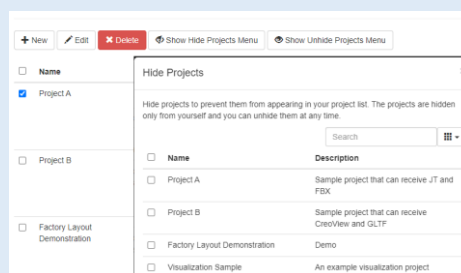 New Edit Delete Show Hide Projects Menu Show Unhide Projects Menu
Name
Project A
Project B
Factory Layout
Demonstration
Hide Projects
Hide projects to prevent them from appearing in your project list. The projects are hidden
only from yourself and you can unhide them at any time.
Search
Name Description
Project A Sample project that can receive JT and
FBX
Project B Sample project that can receive
CreoView and GLTF
Factory Layout Demonstration Demo
Visualization Sample An example visualization project